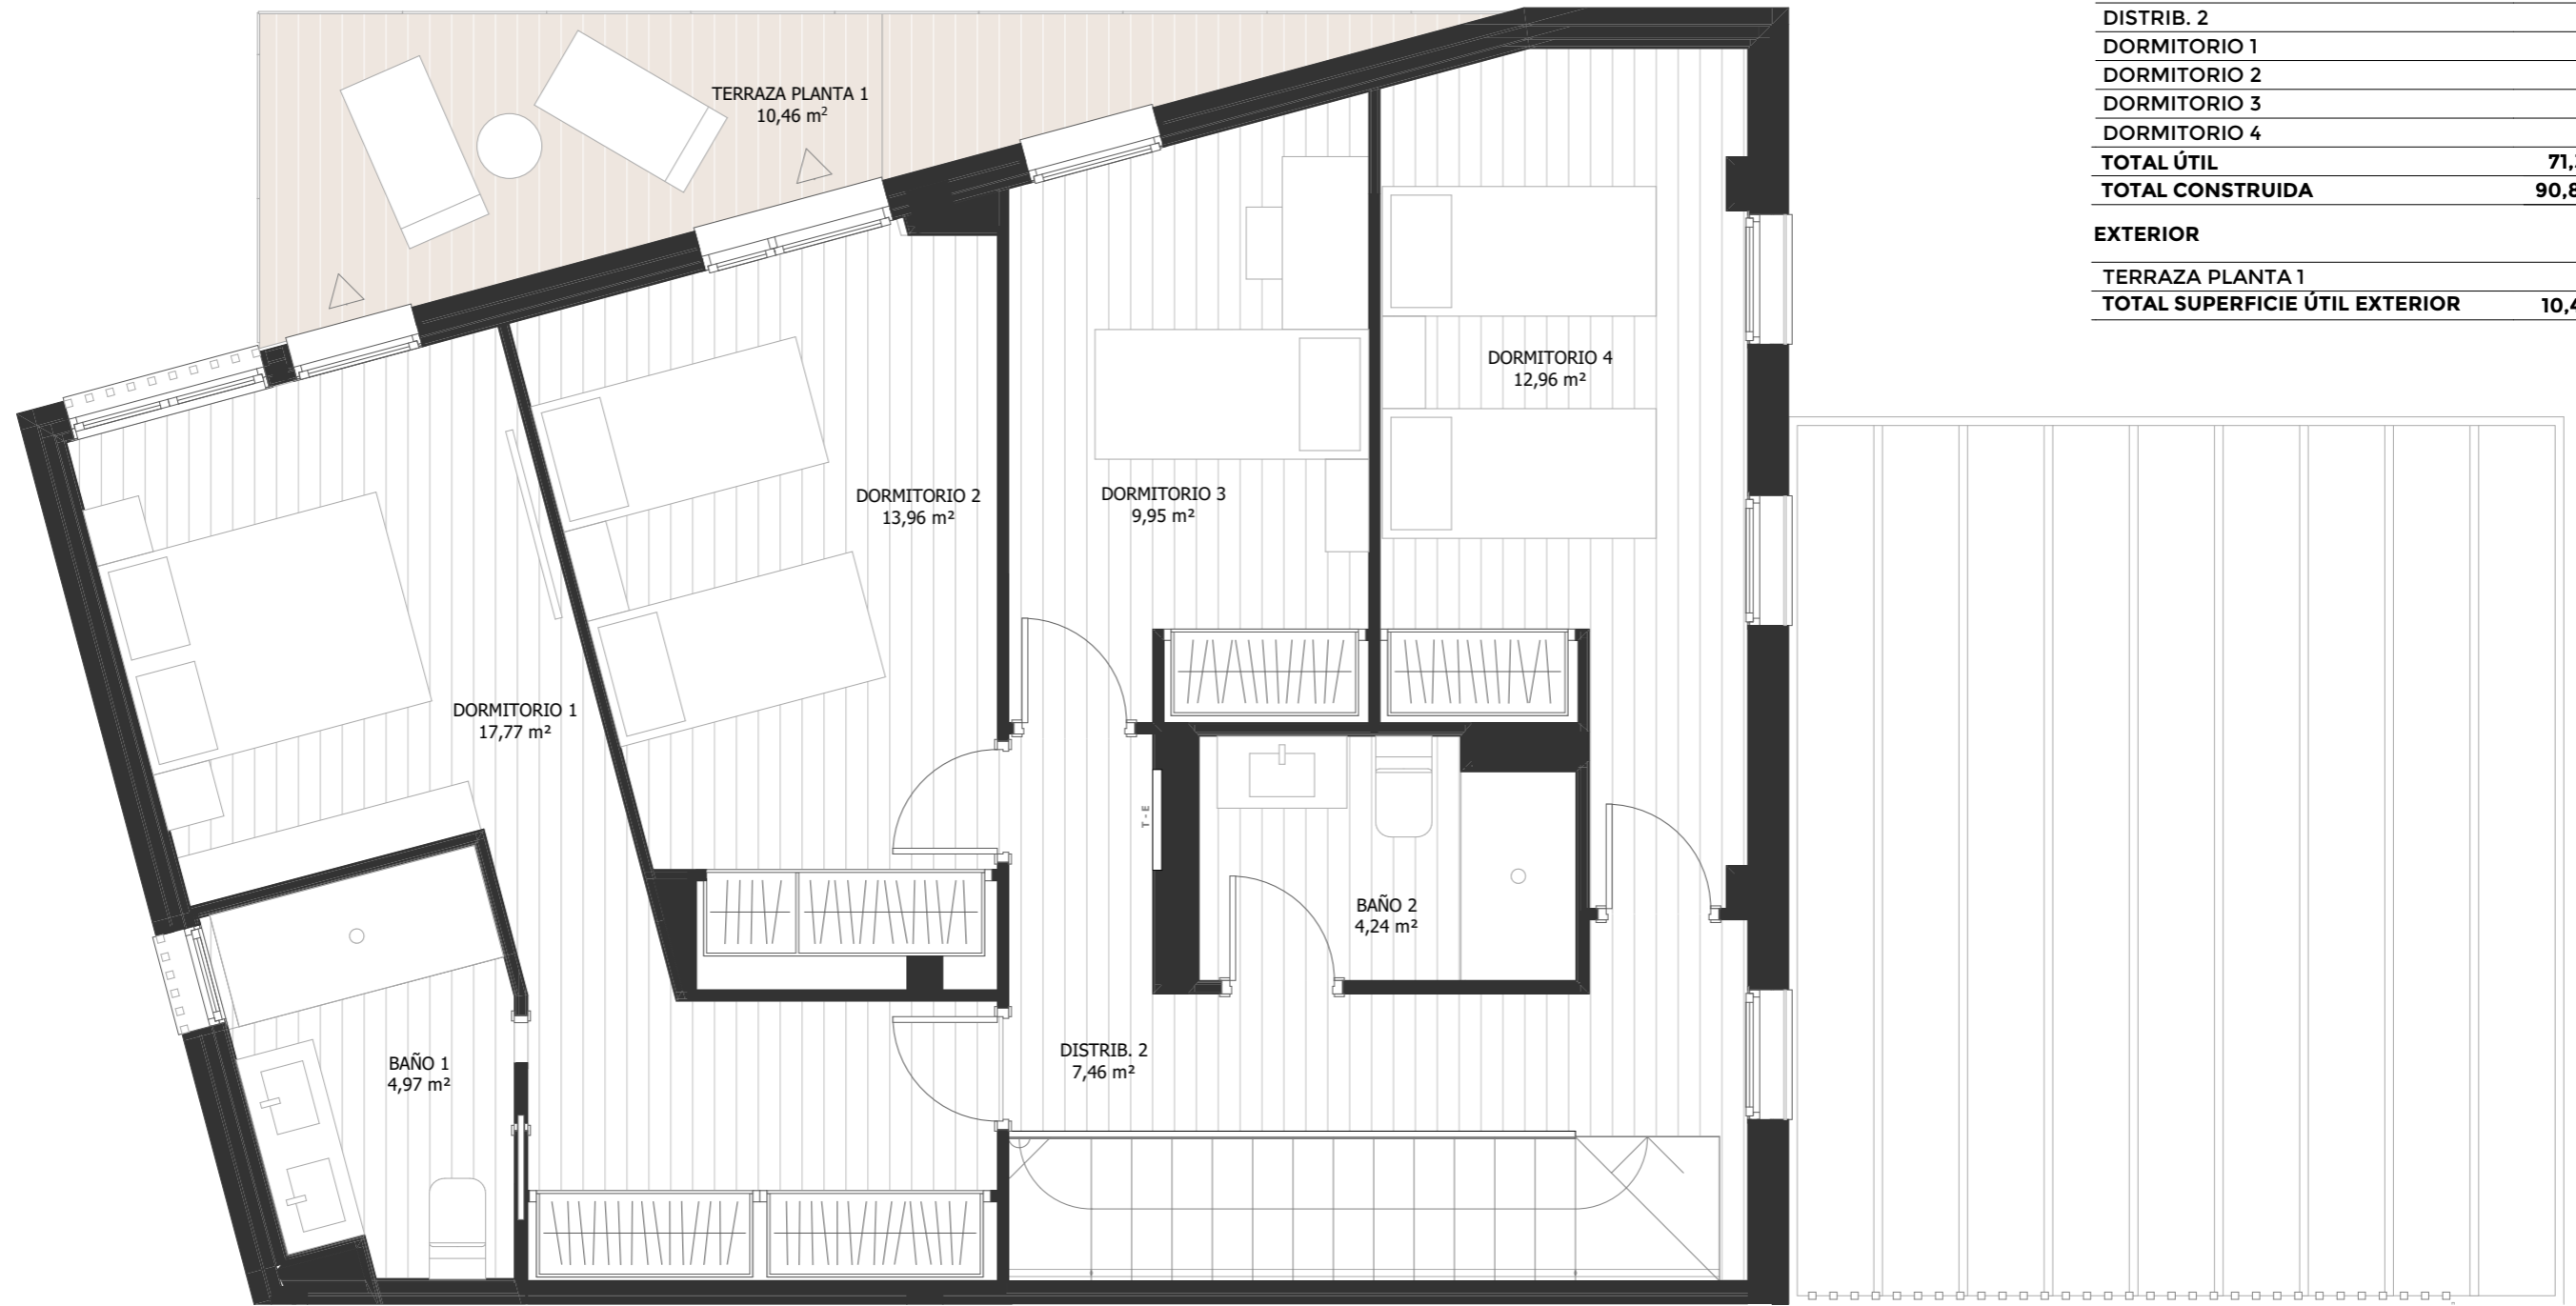 DISTRIB. 2
DORMITORIO 1
DORMITORIO 2
DORMITORIO 3
DORMITORIO 4
TOTAL ÚTIL
TOTAL CONSTRUIDA
EXTERIOR
TERRAZA PLANTA 1
TOTAL SUPERFICIE ÚTIL EXTERIOR
TERRAZA PLANTA 1
10,46 m²
DORMITORIO 4
12,96 m²
DORMITORIO 2
13,96 m²
DORMITORIO 3
9,95 m²
DORMITORIO 1
17,77 m²
T - E
BAÑO 2
4,24 m²
DISTRIB. 2
7,46 m²
BAÑO 1
4,97 m²